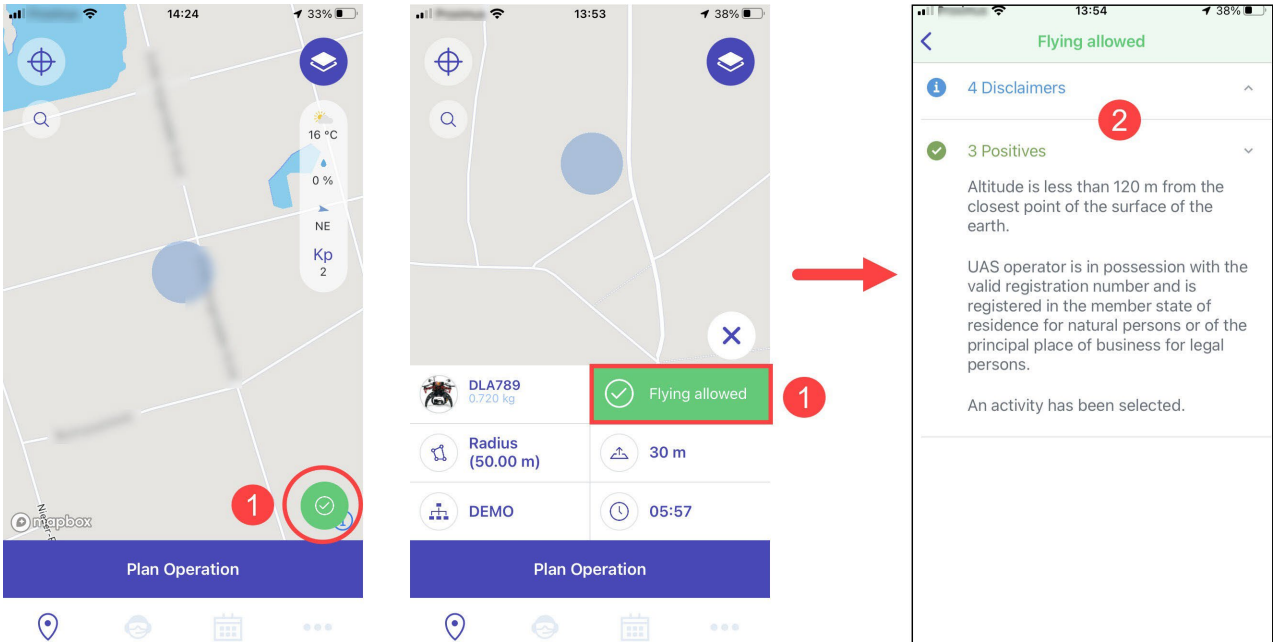 14:24
33%
16 °C
0 %
NE
Kp
2
1
mapbox
Plan Operation
13:53
38%
DLA789
0.720 kg
Flying allowed
1
Radius
(50.00 m)
30 m
DEMO
05:57
Plan Operation
13:54
38%
Flying allowed
4 Disclaimers
2
3 Positives
Altitude is less than 120 m from the
closest point of the surface of the
earth.
UAS operator is in possession with the
valid registration number and is
registered in the member state of
residence for natural persons or of the
principal place of business for legal
persons.
An activity has been selected.